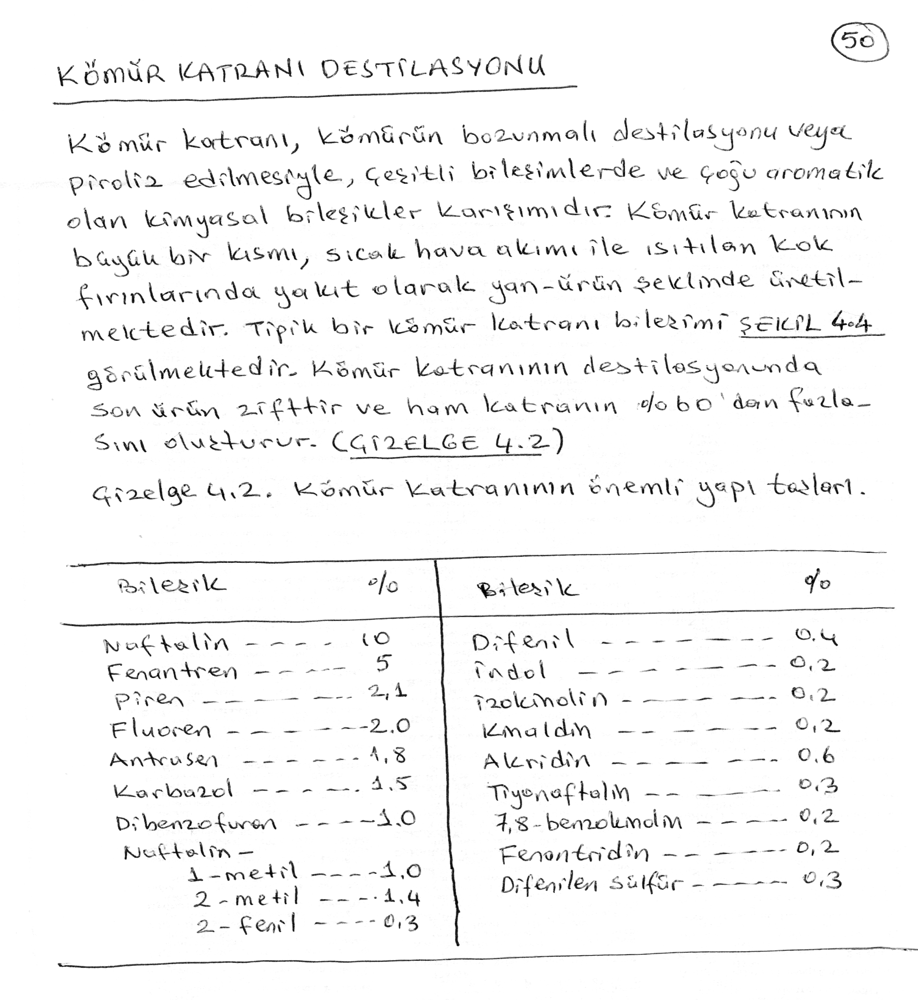 50
KÖMÜR KATRANI DESTİLASYONU
Kömür katranı, kömürün bozunmalı destilasyonu veya
piroliz edilmesiyle, çeşitli bileşimlerde ve çoğu aromatik
olan kimyasal bileşikler karışımıdır. Kömür katranının
büyük bir kısmı, sıcak hava akımı ile ısıtılan kok
fırınlarında yakıt olarak yan-ürün şeklinde üretil-
mektedir. Tipik bir kömür katranı bileşimi ŞEKİL 4.4
görülmektedir. Kömür katranının destilasyonunda
son ürün zifttir ve ham katranın %60'dan fazla-
sını oluşturur. (ÇİZELGE 4.2)
Çizelge 4.2. Kömür katranının önemli yapı taşları.
Bileşik % Bileşik %
Naftalin ---- 10 Difenil -------- 0.4
Fenantren ----- 5 İndol -------- 0,2
Piren ------ 2,1 İzokinolin ------ 0,2
Fluoren ------ 2.0 Kinaldin ------ 0,2
Antrasen ------ 1,8 Akridin ------ 0.6
Karbazol ----- 1.5 Tiyonaftalin ---- 0,3
Dibenzofuran ----- 1.0 7,8-benzokinolin ----- 0,2
Naftalin- Fenantridin ----- 0,2
1-metil ---- 1,0 Difenilen sülfür ---- 0,3
2-metil ---- 1,4
2-fenil ---- 0,3